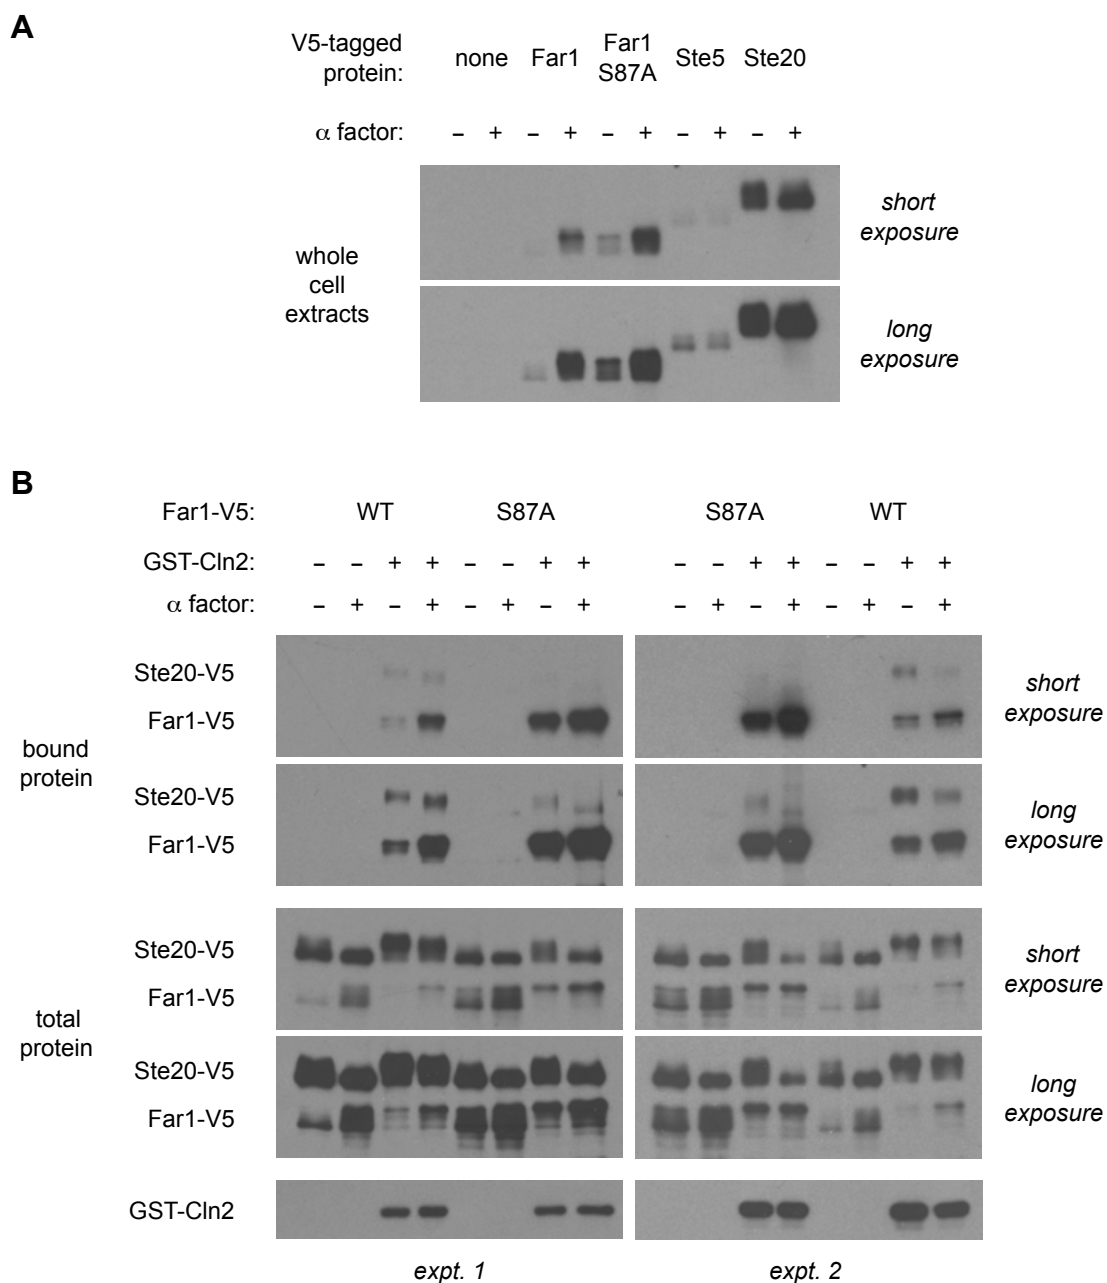 A
V5-tagged protein: none Far1 Far1 S87A Ste5 Ste20
α factor: – + – + – + – + – +
short exposure
whole cell extracts
long exposure
B
Far1-V5: WT S87A S87A WT
GST-Cln2: – – + + – – + + – – + + – – + +
α factor: – + – + – + – + – + – + – + – +
Ste20-V5
Far1-V5
short exposure
bound protein
Ste20-V5
Far1-V5
long exposure
Ste20-V5
Far1-V5
short exposure
total protein
Ste20-V5
Far1-V5
long exposure
GST-Cln2
expt. 1 expt. 2